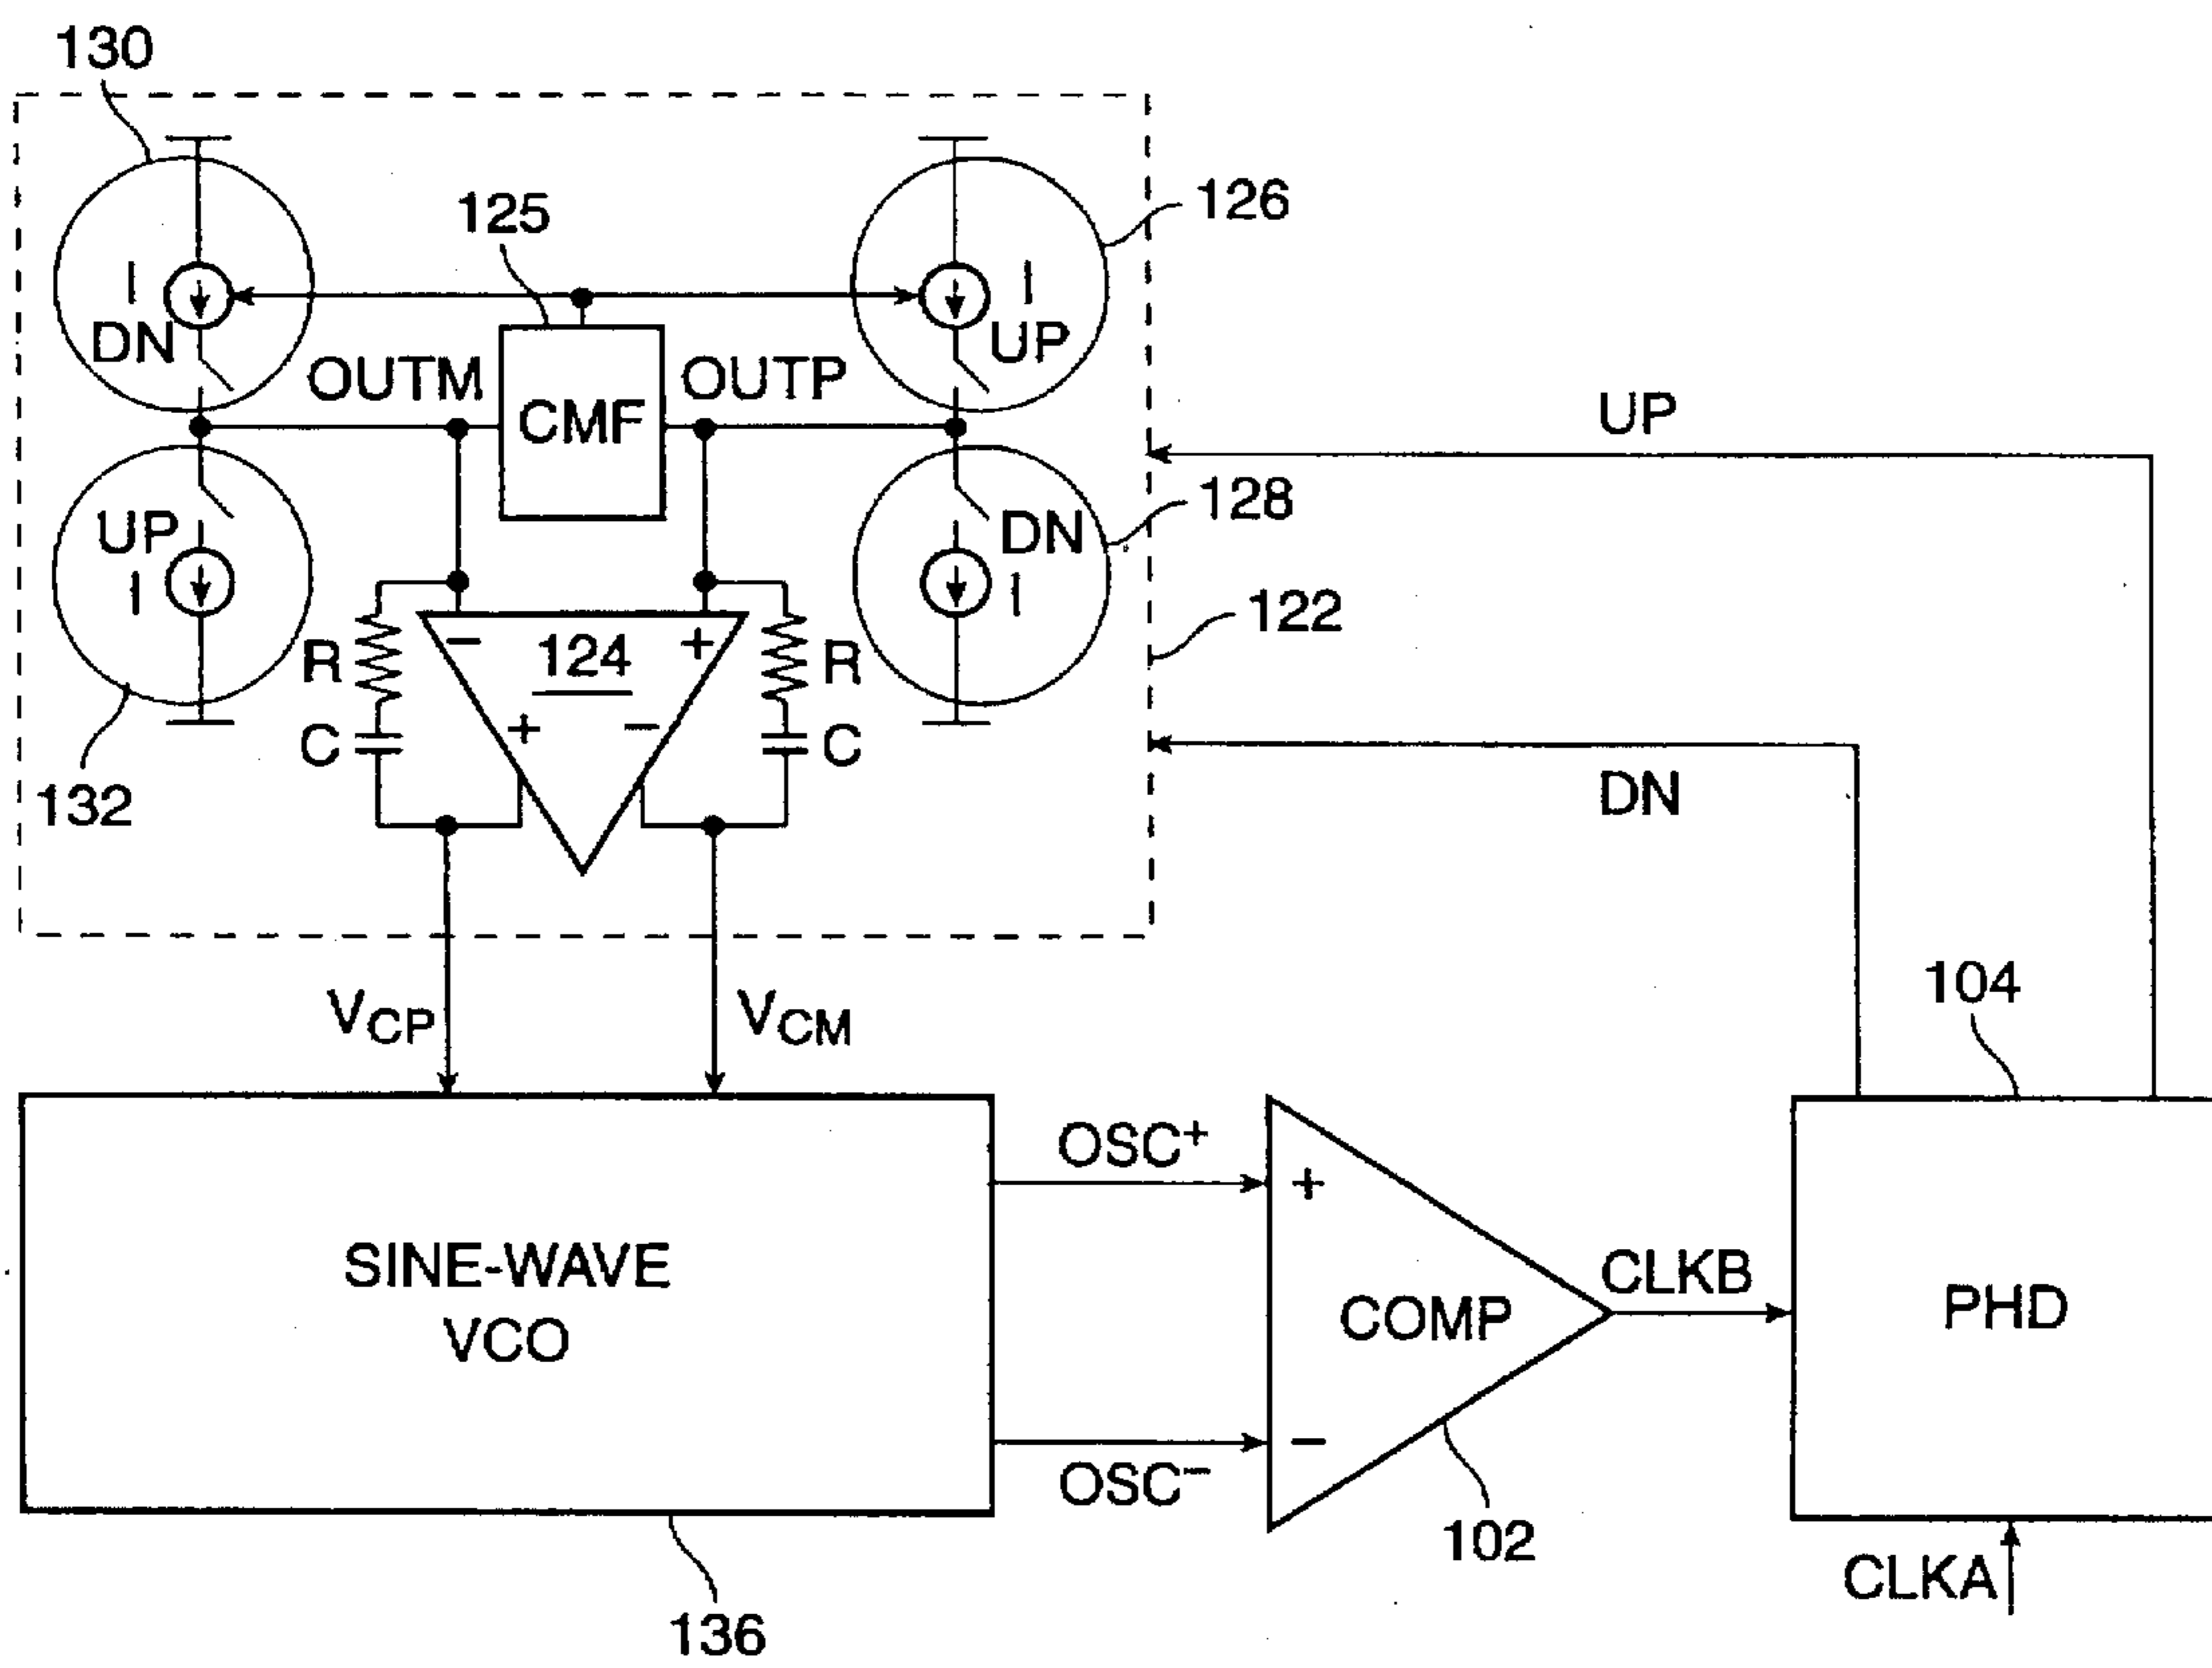 130
126
125
I
DN
I
UP
OUTM
OUTP
CMF
UP
128
UP
I
DN
I
122
R
C
−
124
+
+
−
R
C
132
DN
104
VCP
VCM
OSC+
+
SINE-WAVE
VCO
COMP
CLKB
PHD
−
OSC−
102
CLKA
136